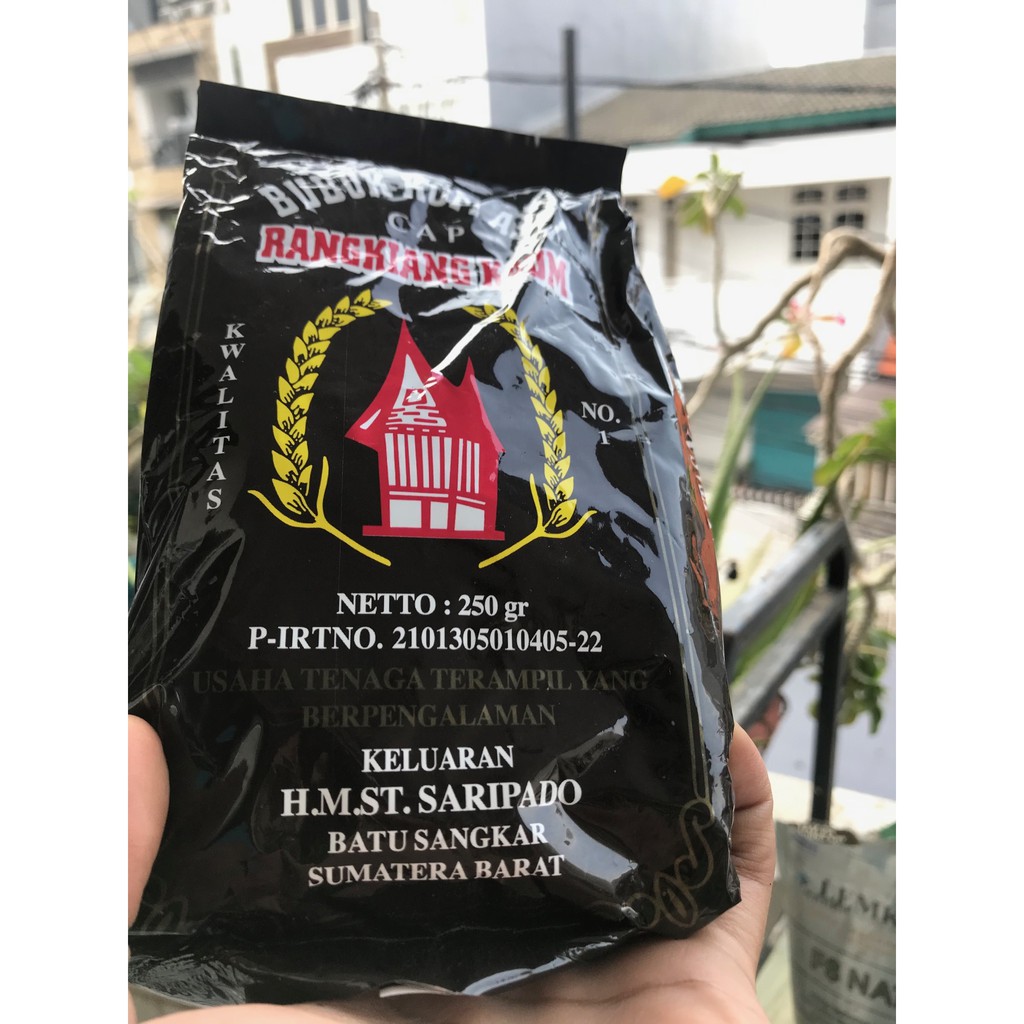 BUBUK
CAP
RANGKIANG
KWALITAS
NO.
1
NETTO : 250 gr
P-IRTNO. 2101305010405-22
USAHA TENAGA TERAMPIL YANG
BERPENGALAMAN
KELUARAN
H.M.ST. SARIPADO
BATU SANGKAR
SUMATERA BARAT